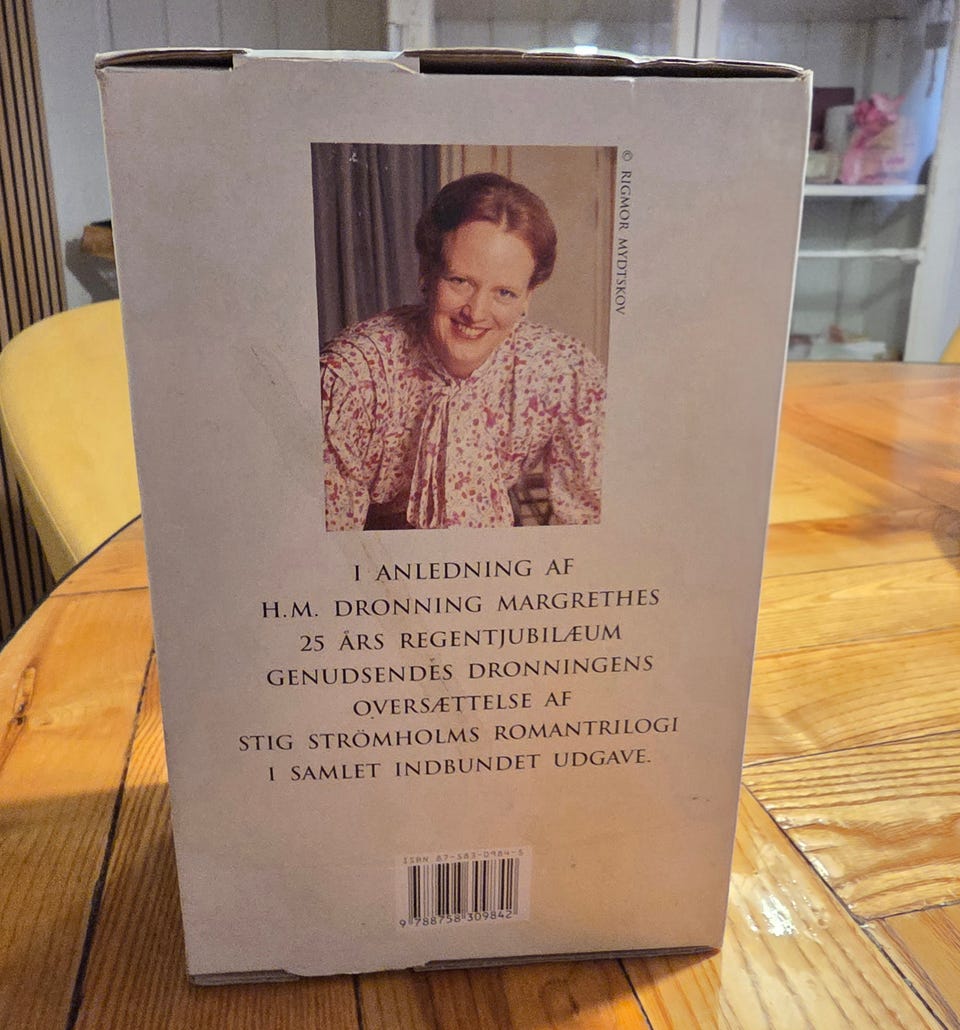 © RIGMOR MYDTSKOV
I ANLEDNING AF
H.M. DRONNING MARGRETHES
25 ÅRS REGENTJUBILÆUM
GENUDSENDES DRONNINGENS
OVERSÆTTELSE AF
STIG STRÖMHOLMS ROMANTRILOGI
I SAMLET INDBUNDET UDGAVE.
ISBN 87-583-0984-5
9 788758 309842